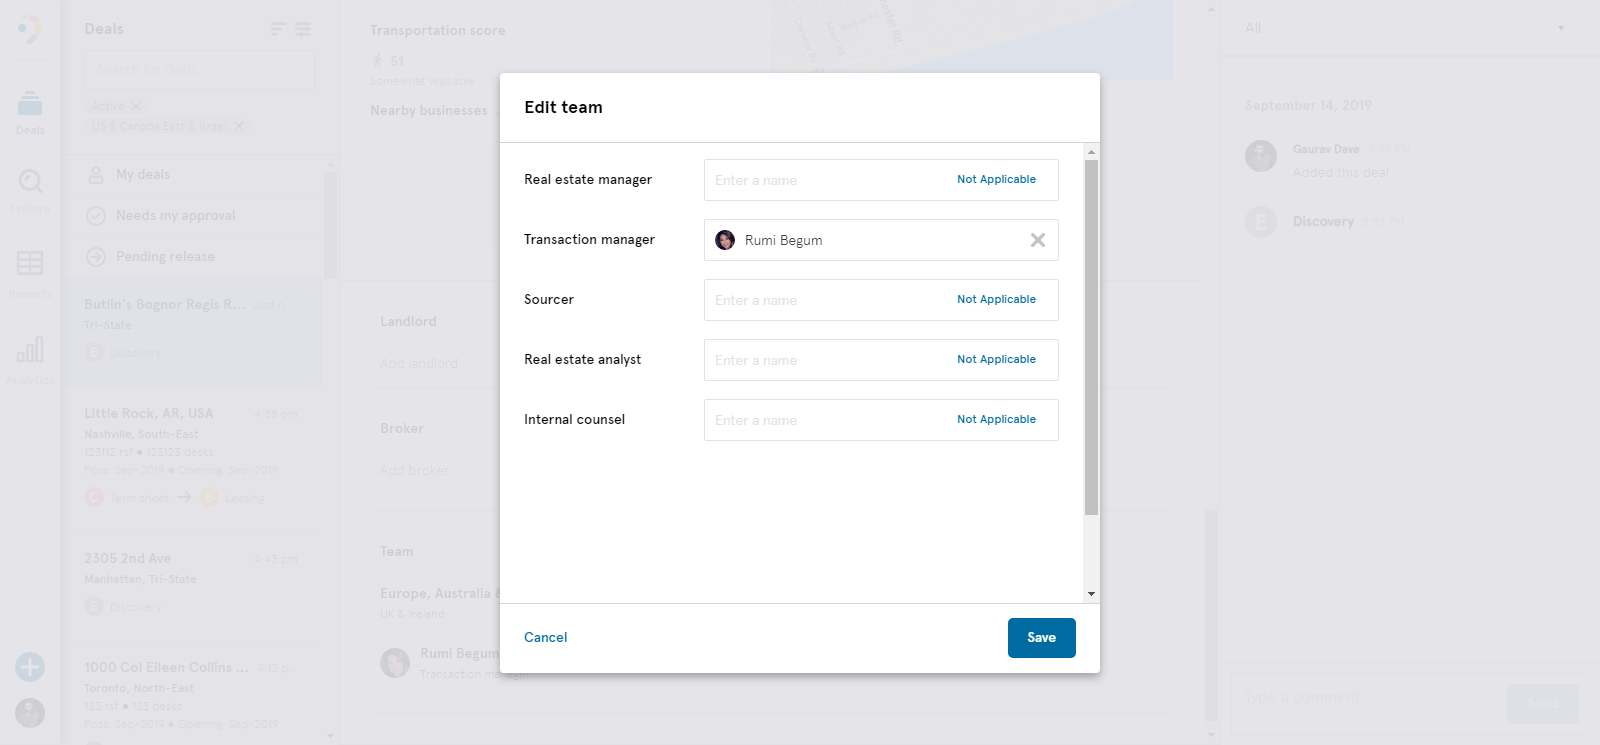 Deals
Search for deals
Active
US & Canada East & Israel
My deals
Needs my approval
Pending release
Butlin's Bognor Regis R... Just n
Tri-State
E Discovery
Little Rock, AR, USA 4:58 pm
Nashville, South-East
123112 rsf • 123123 desks
Poss: Sep-2019 • Opening: Sep-2019
C Term sheet → B Leasing
2305 2nd Ave 4:43 pm
Manhattan, Tri-State
E Discovery
1000 Col Eileen Collins ... 4:12 p...
Toronto, North-East
123 rsf • 123 desks
Poss: Sep-2019 • Opening: Sep-2019
Deals
Explore
Reports
Analytics
Transportation score
51
Somewhat Walkable
Nearby businesses
Landlord
Add landlord
Broker
Add broker
Team
Europe, Australia &
UK & Ireland
Rumi Begum
Transaction manager
Edit team
Real estate manager Enter a name Not Applicable
Transaction manager Rumi Begum
Sourcer Enter a name Not Applicable
Real estate analyst Enter a name Not Applicable
Internal counsel Enter a name Not Applicable
Cancel Save
All
September 14, 2019
Gaurav Dave
Added this deal
E Discovery
Type a comment
Send